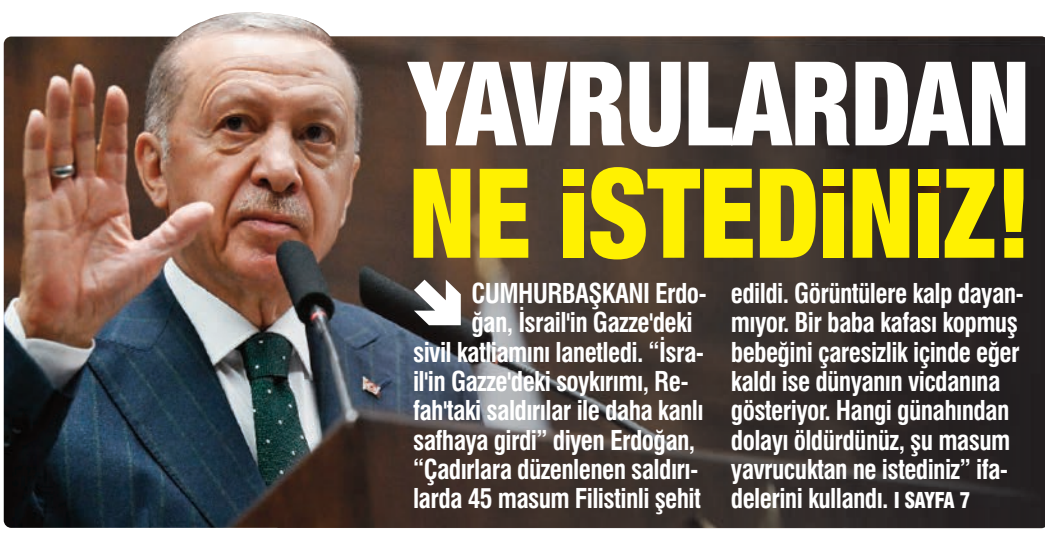 YAVRULARDAN
NE iSTEDiNiZ!
CUMHURBAŞKANI Erdo-
ğan, İsrail'in Gazze'deki
sivil katliamını lanetledi. “İsra-
il'in Gazze'deki soykırımı, Re-
fah'taki saldırılar ile daha kanlı
safhaya girdi” diyen Erdoğan,
“Çadırlara düzenlenen saldırı-
larda 45 masum Filistinli şehit
edildi. Görüntülere kalp dayan-
mıyor. Bir baba kafası kopmuş
bebeğini çaresizlik içinde eğer
kaldı ise dünyanın vicdanına
gösteriyor. Hangi günahından
dolayı öldürdünüz, şu masum
yavrucuktan ne istediniz” ifa-
delerini kullandı. I SAYFA 7